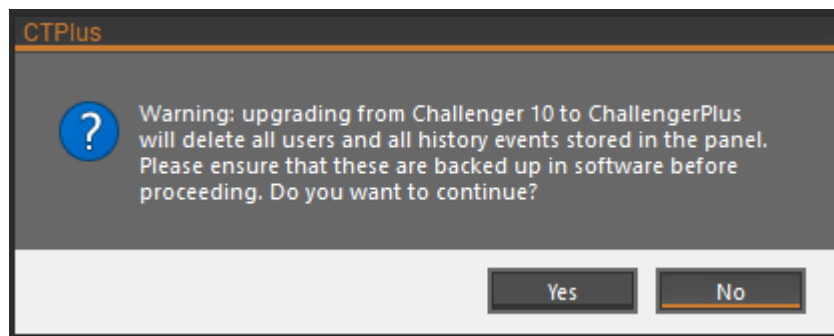 CTPlus
?
Warning: upgrading from Challenger 10 to ChallengerPlus
will delete all users and all history events stored in the panel.
Please ensure that these are backed up in software before
proceeding. Do you want to continue?
Yes No